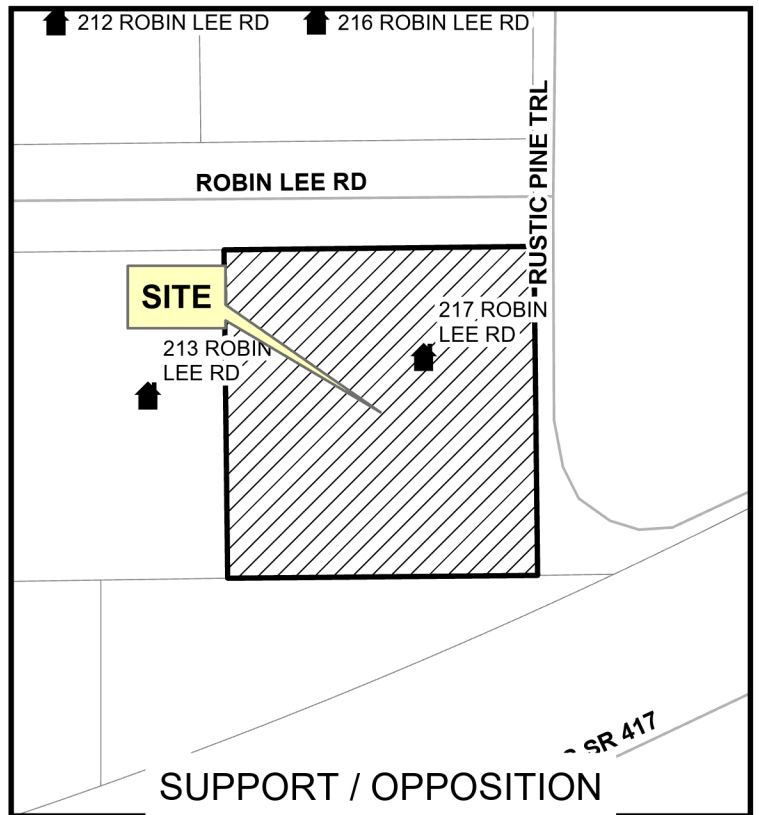 212 ROBIN LEE RD
216 ROBIN LEE RD
RUSTIC PINE TRL
ROBIN LEE RD
SITE
217 ROBIN
LEE RD
213 ROBIN
LEE RD
SR 417
SUPPORT / OPPOSITION